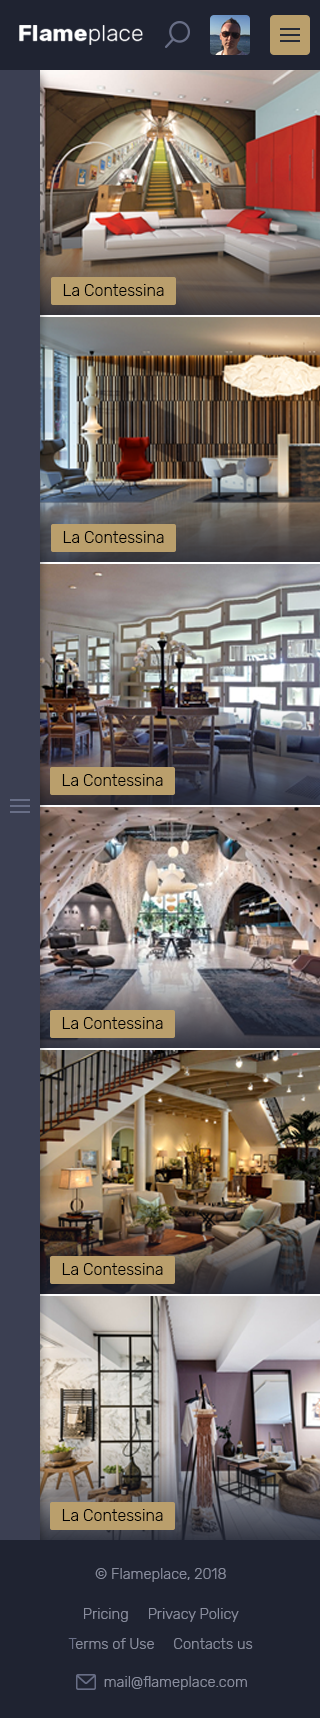 Flameplace
La Contessina
La Contessina
La Contessina
La Contessina
La Contessina
La Contessina
© Flameplace, 2018
Pricing Privacy Policy
Terms of Use Contacts us
mail@flameplace.com